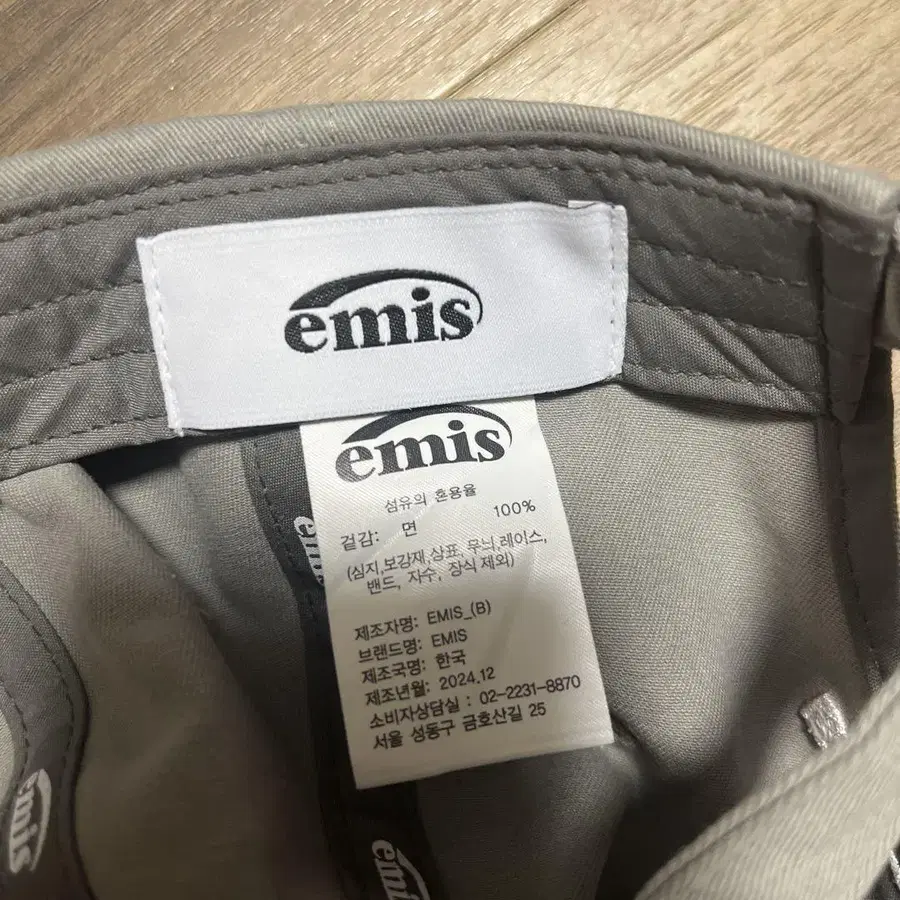 emis
emis
섬유의 혼용율
겉감: 면 100%
(심지,보강재,상표, 무늬,레이스,
밴드, 자수, 장식 제외)
제조자명: EMIS_(B)
브랜드명: EMIS
제조국명: 한국
제조년월: 2024.12
소비자상담실 : 02-2231-8870
서울 성동구 금호산길 25
em
emis
emis